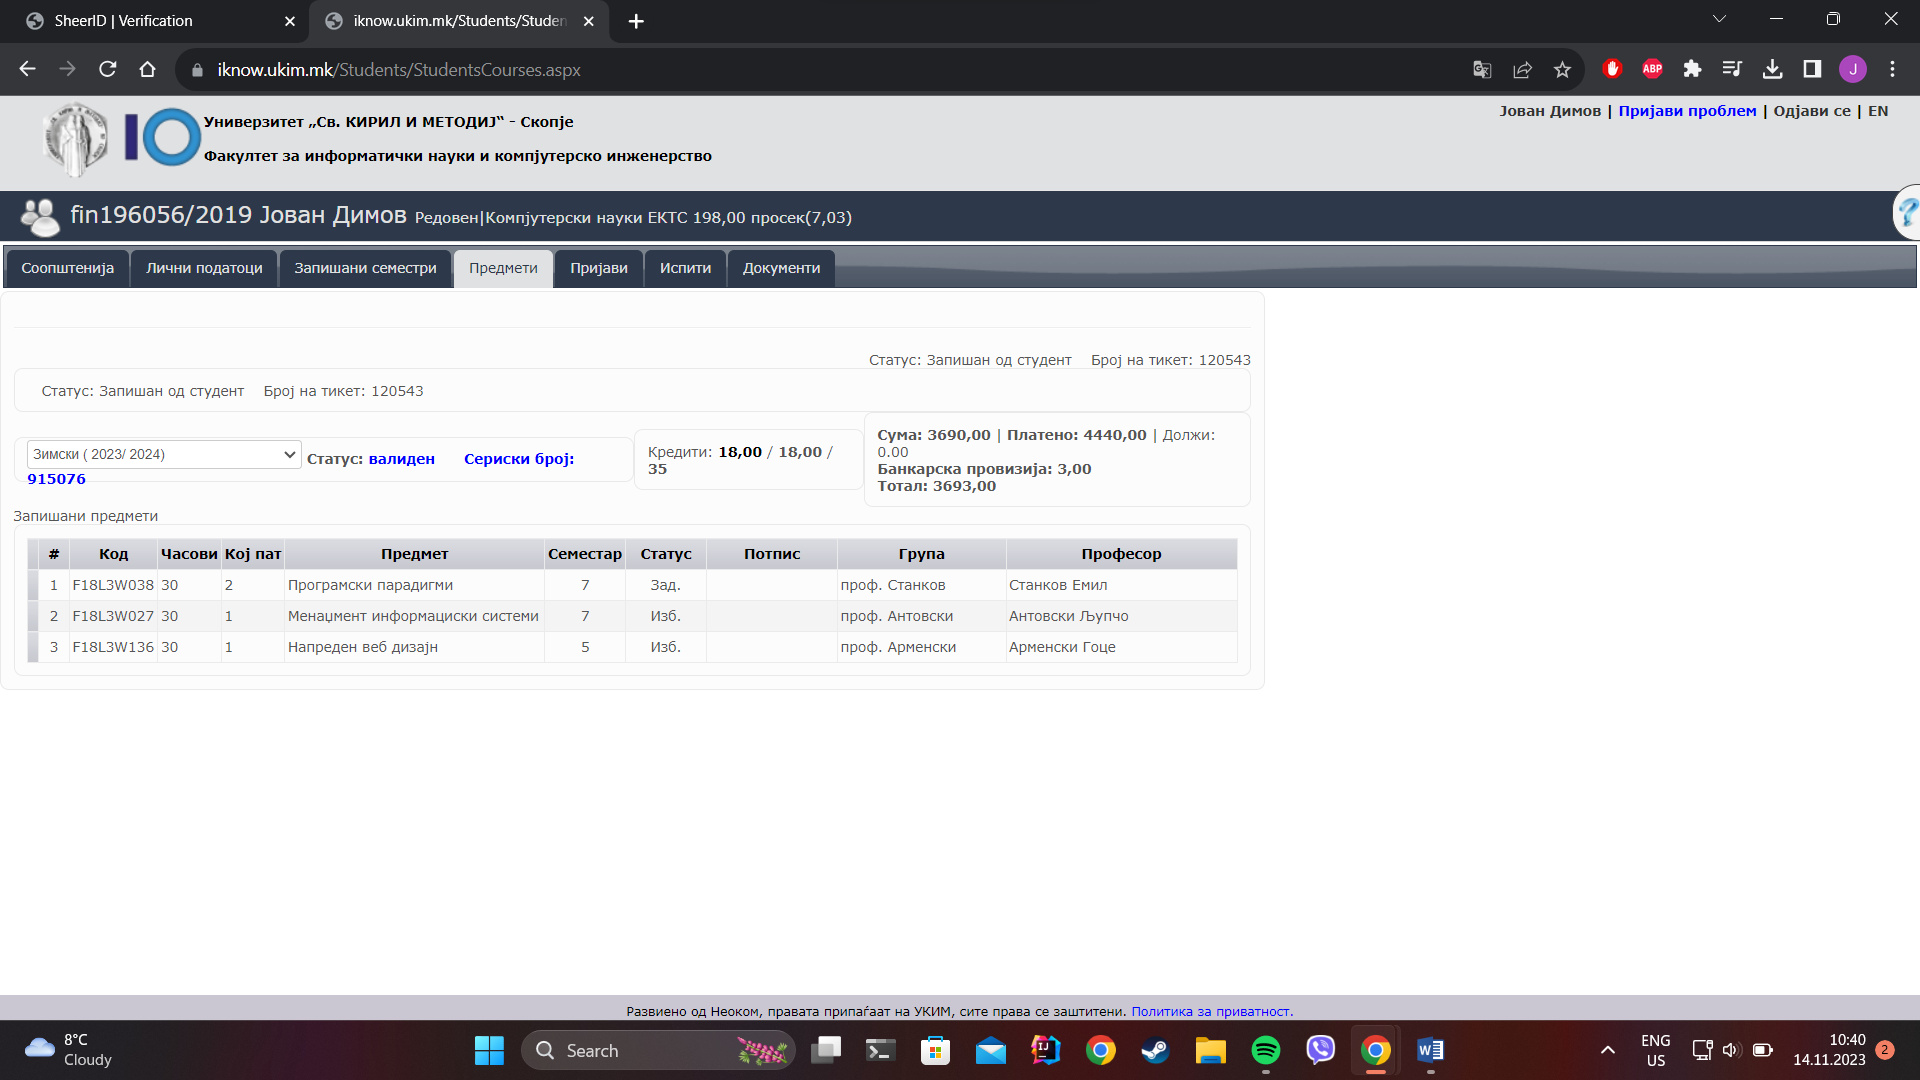 SheerID | Verification
iknow.ukim.mk/Students/Studen
iknow.ukim.mk/Students/StudentsCourses.aspx
ABP
J
Универзитет „Св. КИРИЛ И МЕТОДИЈ“ - Скопје
Факултет за информатички науки и компјутерско инженерство
Јован Димов | Пријави проблем | Одјави се | EN
fin196056/2019 Јован Димов Редовен|Компјутерски науки ЕКТС 198,00 просек(7,03)
?
Соопштенија Лични податоци Запишани семестри Предмети Пријави Испити Документи
Статус: Запишан од студент Број на тикет: 120543
Статус: Запишан од студент Број на тикет: 120543
Зимски ( 2023/ 2024) Статус: валиден Сериски број:
915076
Кредити: 18,00 / 18,00 /
35
Сума: 3690,00 | Платено: 4440,00 | Должи:
0.00
Банкарска провизија: 3,00
Тотал: 3693,00
Запишани предмети
# Код Часови Кој пат Предмет Семестар Статус Потпис Група Професор
1 F18L3W038 30 2 Програмски парадигми 7 Зад. проф. Станков Станков Емил
2 F18L3W027 30 1 Менаџмент информациски системи 7 Изб. проф. Антовски Антовски Љупчо
3 F18L3W136 30 1 Напреден веб дизајн 5 Изб. проф. Арменски Арменски Гоце
Развиено од Неоком, правата припаѓаат на УКИМ, сите права се заштитени. Политика за приватност.
8°C
Cloudy
Search
ENG
US
10:40
14.11.2023
2